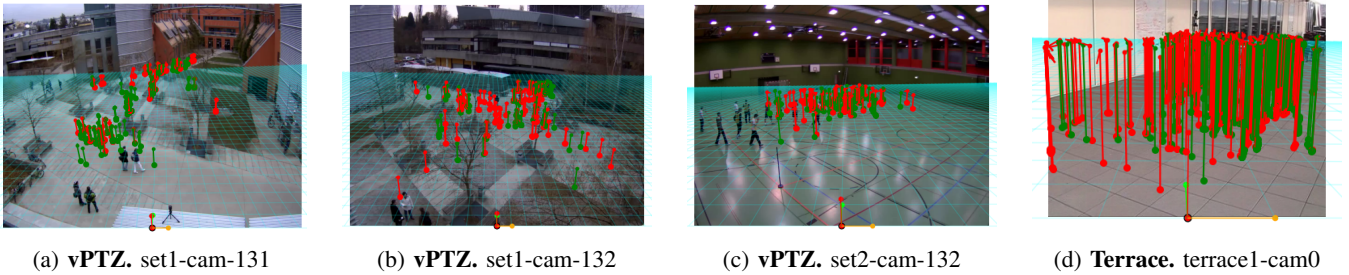 (a) vPTZ. set1-cam-131
(b) vPTZ. set1-cam-132
(c) vPTZ. set2-cam-132
(d) Terrace. terrace1-cam0